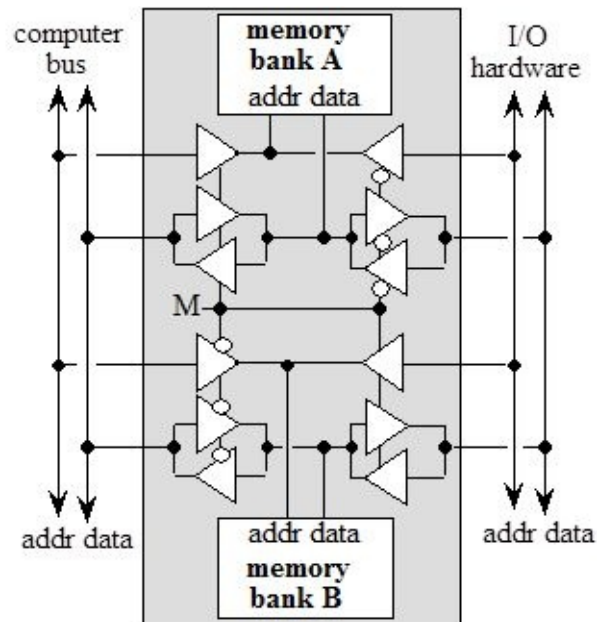 computer
bus
memory
bank A
addr data
I/O
hardware
M
addr data
addr data
memory
bank B
addr data